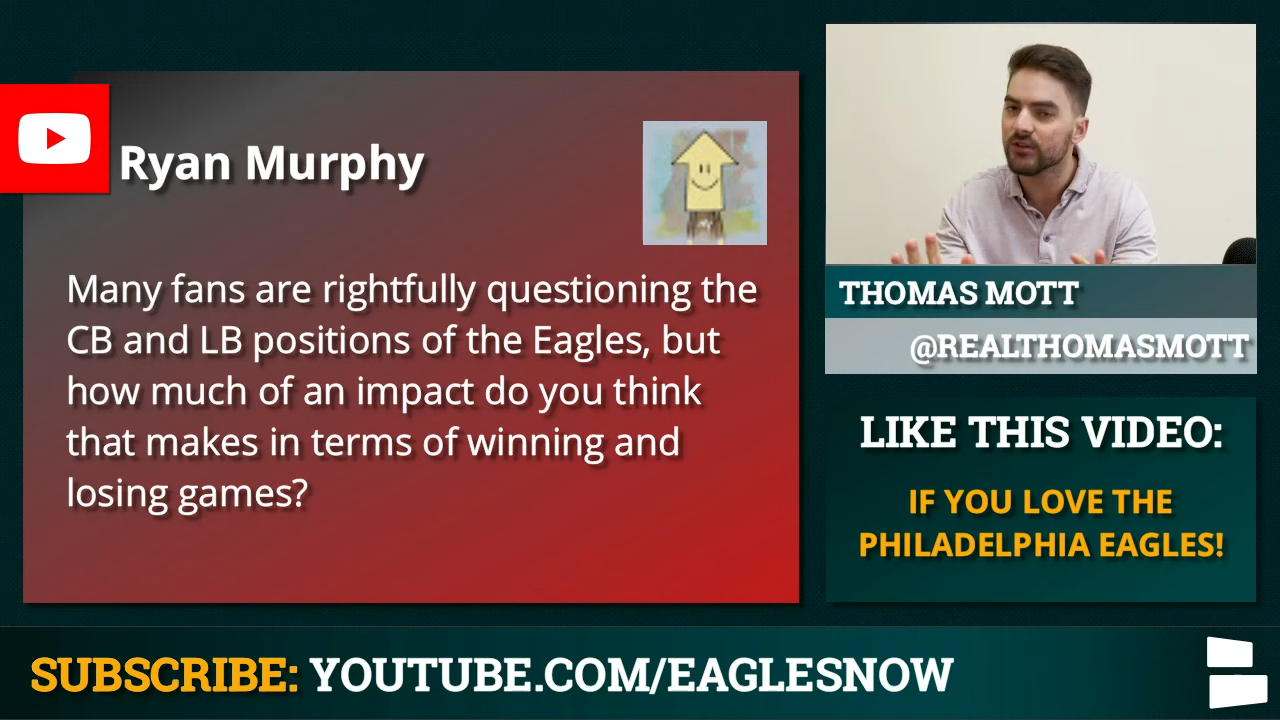 Ryan Murphy
Many fans are rightfully questioning the
CB and LB positions of the Eagles, but
how much of an impact do you think
that makes in terms of winning and
losing games?
THOMAS MOTT
@REALTHOMASMOTT
LIKE THIS VIDEO:
IF YOU LOVE THE
PHILADELPHIA EAGLES!
SUBSCRIBE: YOUTUBE.COM/EAGLESNOW